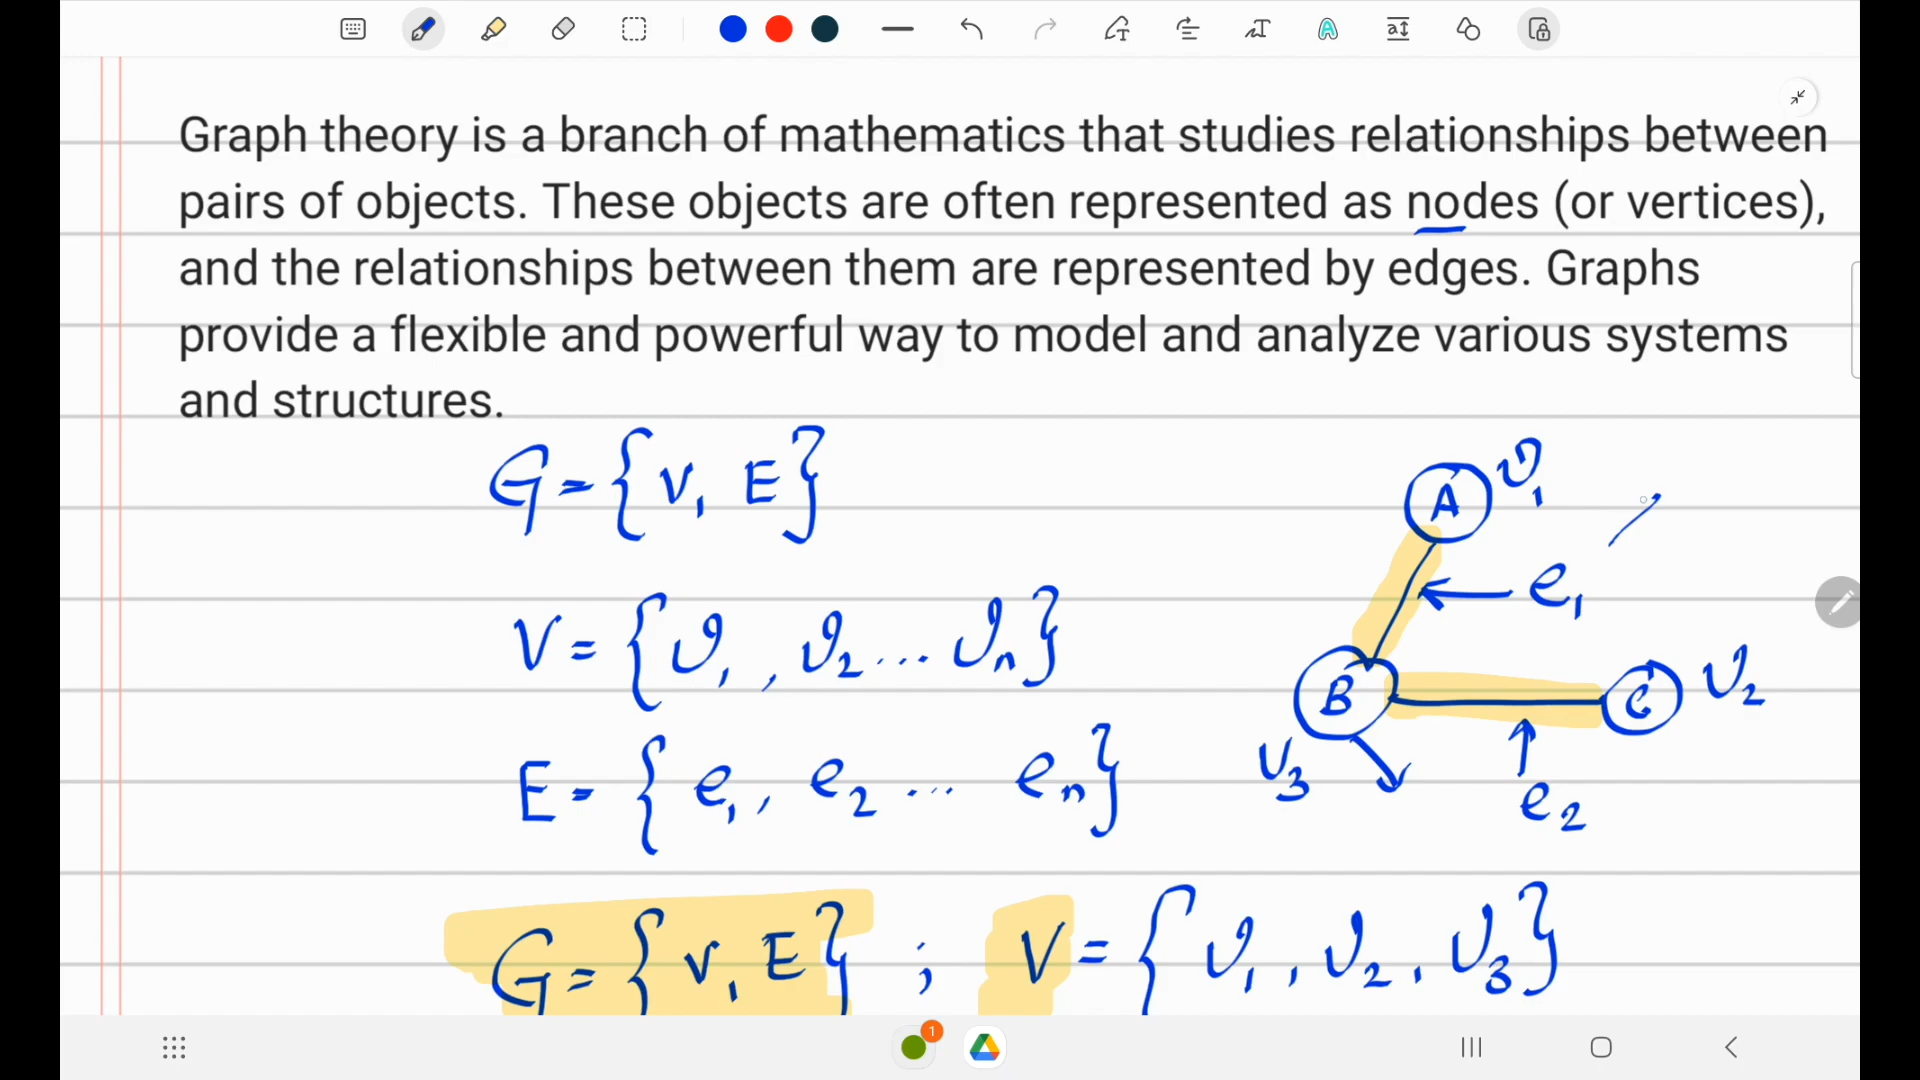 Graph theory is a branch of mathematics that studies relationships between
pairs of objects. These objects are often represented as nodes (or vertices),
and the relationships between them are represented by edges. Graphs
provide a flexible and powerful way to model and analyze various systems
and structures.
G = {V, E}
A v₁
e₁
V = {v₁, v₂ ... vₙ}
B C v₂
v₃
E = {e₁, e₂ ... eₙ}
e₂
G = {V, E} ; V = {v₁, v₂, v₃}
1